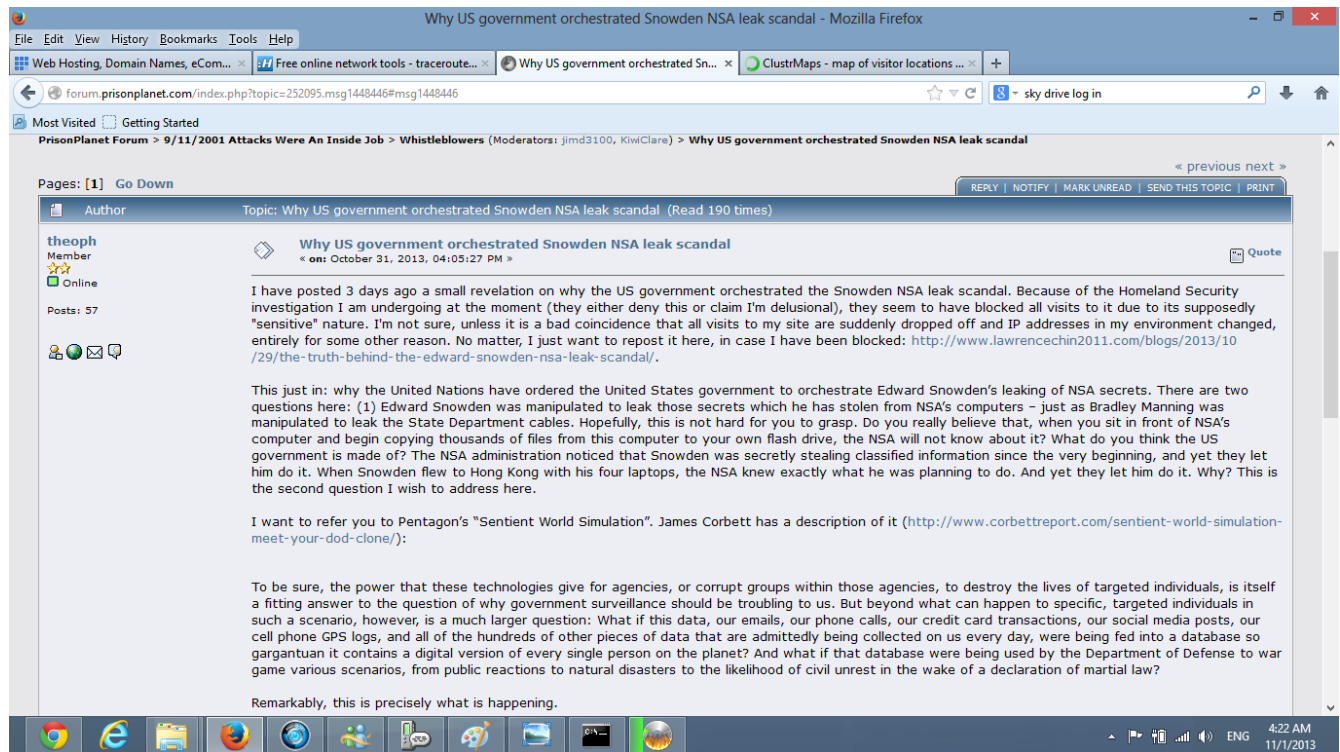 Why US government orchestrated Snowden NSA leak scandal - Mozilla Firefox
File Edit View History Bookmarks Tools Help
Web Hosting, Domain Names, eCom... Free online network tools - traceroute... Why US government orchestrated Sn... ClustrMaps - map of visitor locations ...
forum.prisonplanet.com/index.php?topic=252095.msg1448446#msg1448446 sky drive log in
Most Visited Getting Started
PrisonPlanet Forum > 9/11/2001 Attacks Were An Inside Job > Whistleblowers (Moderators: jimd3100, KiwiClare) > Why US government orchestrated Snowden NSA leak scandal
« previous next »
Pages: [1] Go Down
REPLY | NOTIFY | MARK UNREAD | SEND THIS TOPIC | PRINT
Author Topic: Why US government orchestrated Snowden NSA leak scandal (Read 190 times)
theoph
Member
Online
Posts: 57
Why US government orchestrated Snowden NSA leak scandal
« on: October 31, 2013, 04:05:27 PM »
Quote
I have posted 3 days ago a small revelation on why the US government orchestrated the Snowden NSA leak scandal. Because of the Homeland Security
investigation I am undergoing at the moment (they either deny this or claim I'm delusional), they seem to have blocked all visits to it due to its supposedly
"sensitive" nature. I'm not sure, unless it is a bad coincidence that all visits to my site are suddenly dropped off and IP addresses in my environment changed,
entirely for some other reason. No matter, I just want to repost it here, in case I have been blocked: http://www.lawrencechin2011.com/blogs/2013/10
/29/the-truth-behind-the-edward-snowden-nsa-leak-scandal/.
This just in: why the United Nations have ordered the United States government to orchestrate Edward Snowden's leaking of NSA secrets. There are two
questions here: (1) Edward Snowden was manipulated to leak those secrets which he has stolen from NSA's computers – just as Bradley Manning was
manipulated to leak the State Department cables. Hopefully, this is not hard for you to grasp. Do you really believe that, when you sit in front of NSA's
computer and begin copying thousands of files from this computer to your own flash drive, the NSA will not know about it? What do you think the US
government is made of? The NSA administration noticed that Snowden was secretly stealing classified information since the very beginning, and yet they let
him do it. When Snowden flew to Hong Kong with his four laptops, the NSA knew exactly what he was planning to do. And yet they let him do it. Why? This is
the second question I wish to address here.
I want to refer you to Pentagon's "Sentient World Simulation". James Corbett has a description of it (http://www.corbettreport.com/sentient-world-simulation-
meet-your-dod-clone/):
To be sure, the power that these technologies give for agencies, or corrupt groups within those agencies, to destroy the lives of targeted individuals, is itself
a fitting answer to the question of why government surveillance should be troubling to us. But beyond what can happen to specific, targeted individuals in
such a scenario, however, is a much larger question: What if this data, our emails, our phone calls, our credit card transactions, our social media posts, our
cell phone GPS logs, and all of the hundreds of other pieces of data that are admittedly being collected on us every day, were being fed into a database so
gargantuan it contains a digital version of every single person on the planet? And what if that database were being used by the Department of Defense to war
game various scenarios, from public reactions to natural disasters to the likelihood of civil unrest in the wake of a declaration of martial law?
Remarkably, this is precisely what is happening.
ENG
4:22 AM
11/1/2013